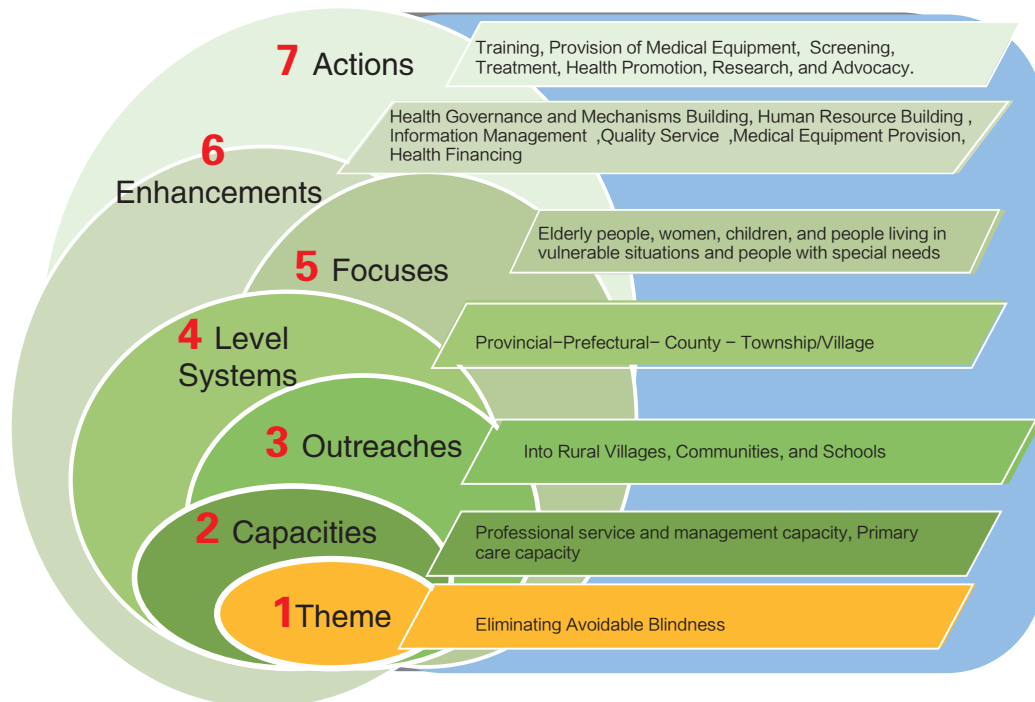 7 Actions
Training, Provision of Medical Equipment, Screening,
Treatment, Health Promotion, Research, and Advocacy.
6
Enhancements
Health Governance and Mechanisms Building, Human Resource Building ,
Information Management ,Quality Service ,Medical Equipment Provision,
Health Financing
5 Focuses
Elderly people, women, children, and people living in
vulnerable situations and people with special needs
4 Level
Systems
Provincial-Prefectural- County - Township/Village
3 Outreaches
Into Rural Villages, Communities, and Schools
2 Capacities
Professional service and management capacity, Primary
care capacity
1 Theme
Eliminating Avoidable Blindness